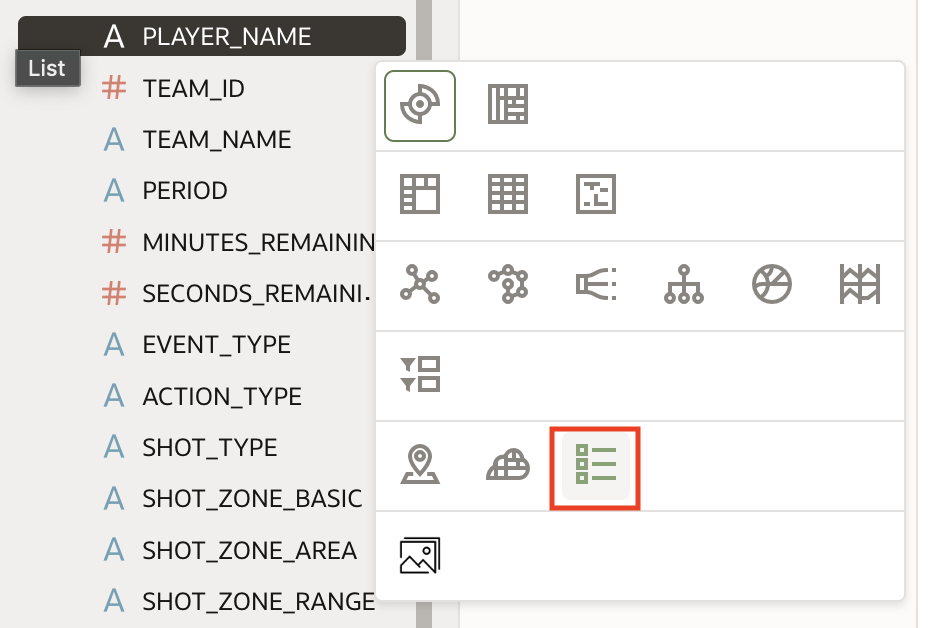 A PLAYER_NAME
List
# TEAM_ID
A TEAM_NAME
A PERIOD
# MINUTES_REMAININ
# SECONDS_REMAINI.
A EVENT_TYPE
A ACTION_TYPE
A SHOT_TYPE
A SHOT_ZONE_BASIC
A SHOT_ZONE_AREA
A SHOT_ZONE_RANGE